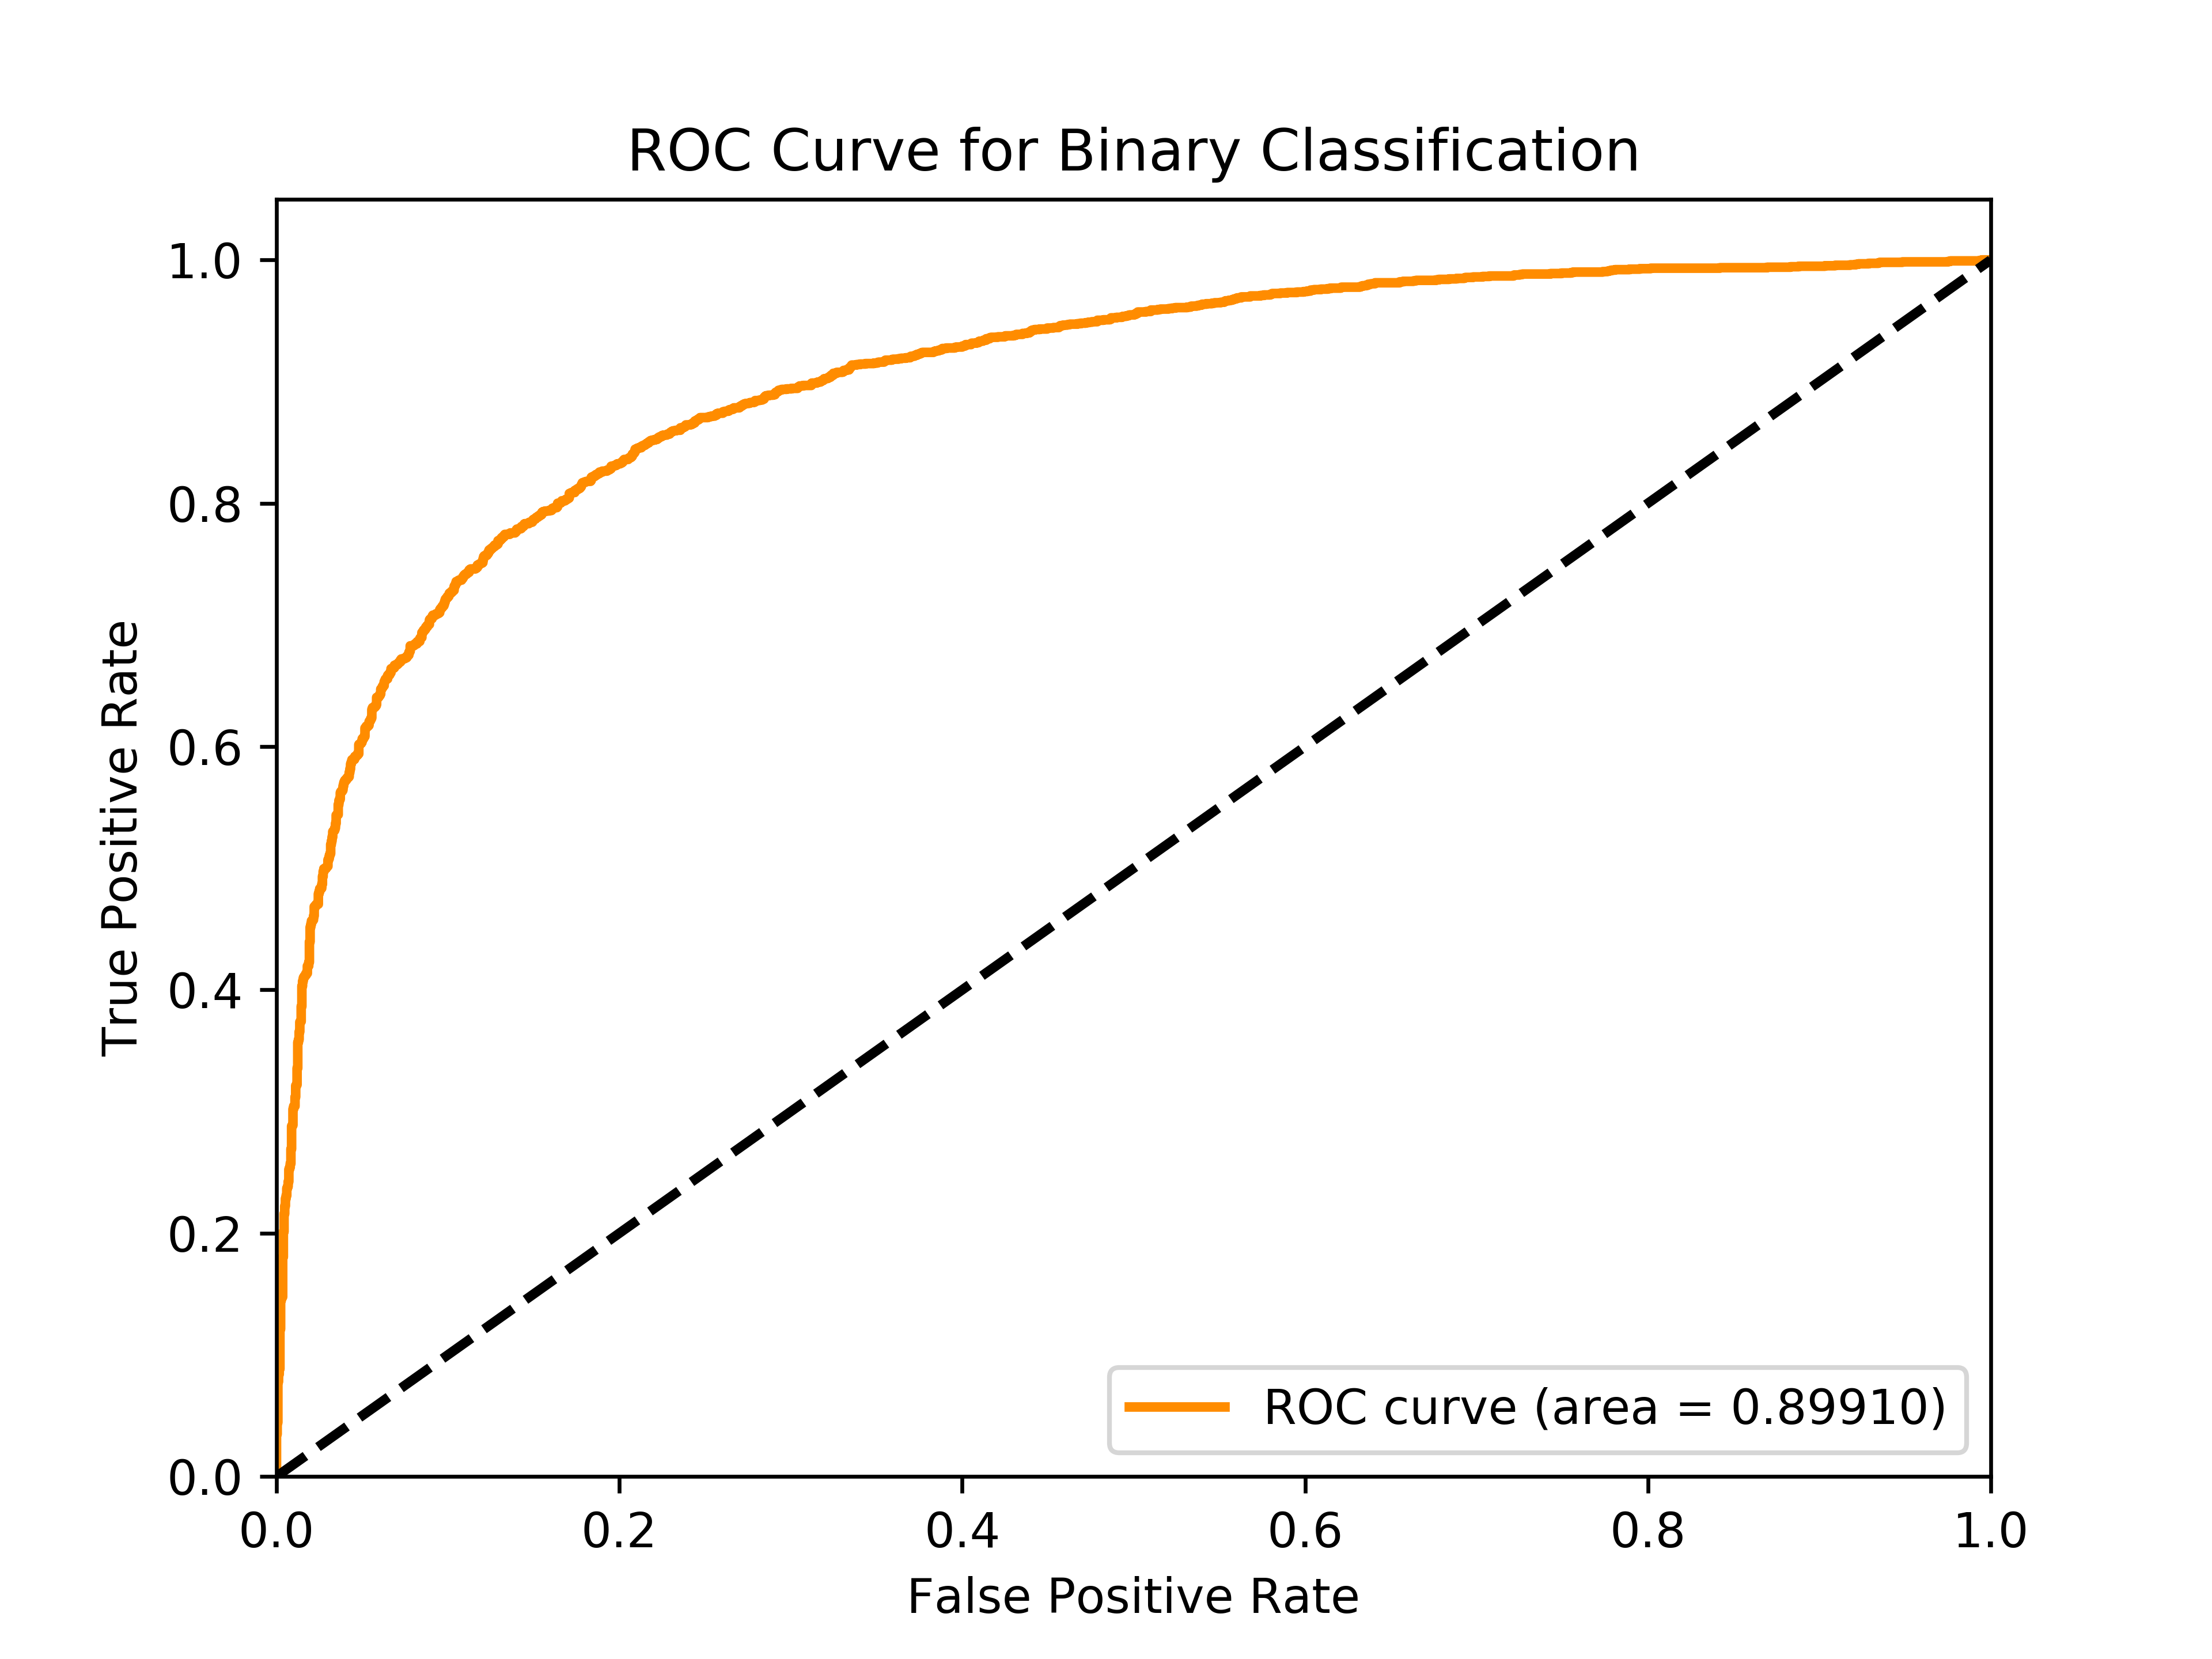 ROC Curve for Binary Classification
1.0
0.8
0.6
0.4
0.2
0.0
True Positive Rate
ROC curve (area = 0.89910)
0.0 0.2 0.4 0.6 0.8 1.0
False Positive Rate